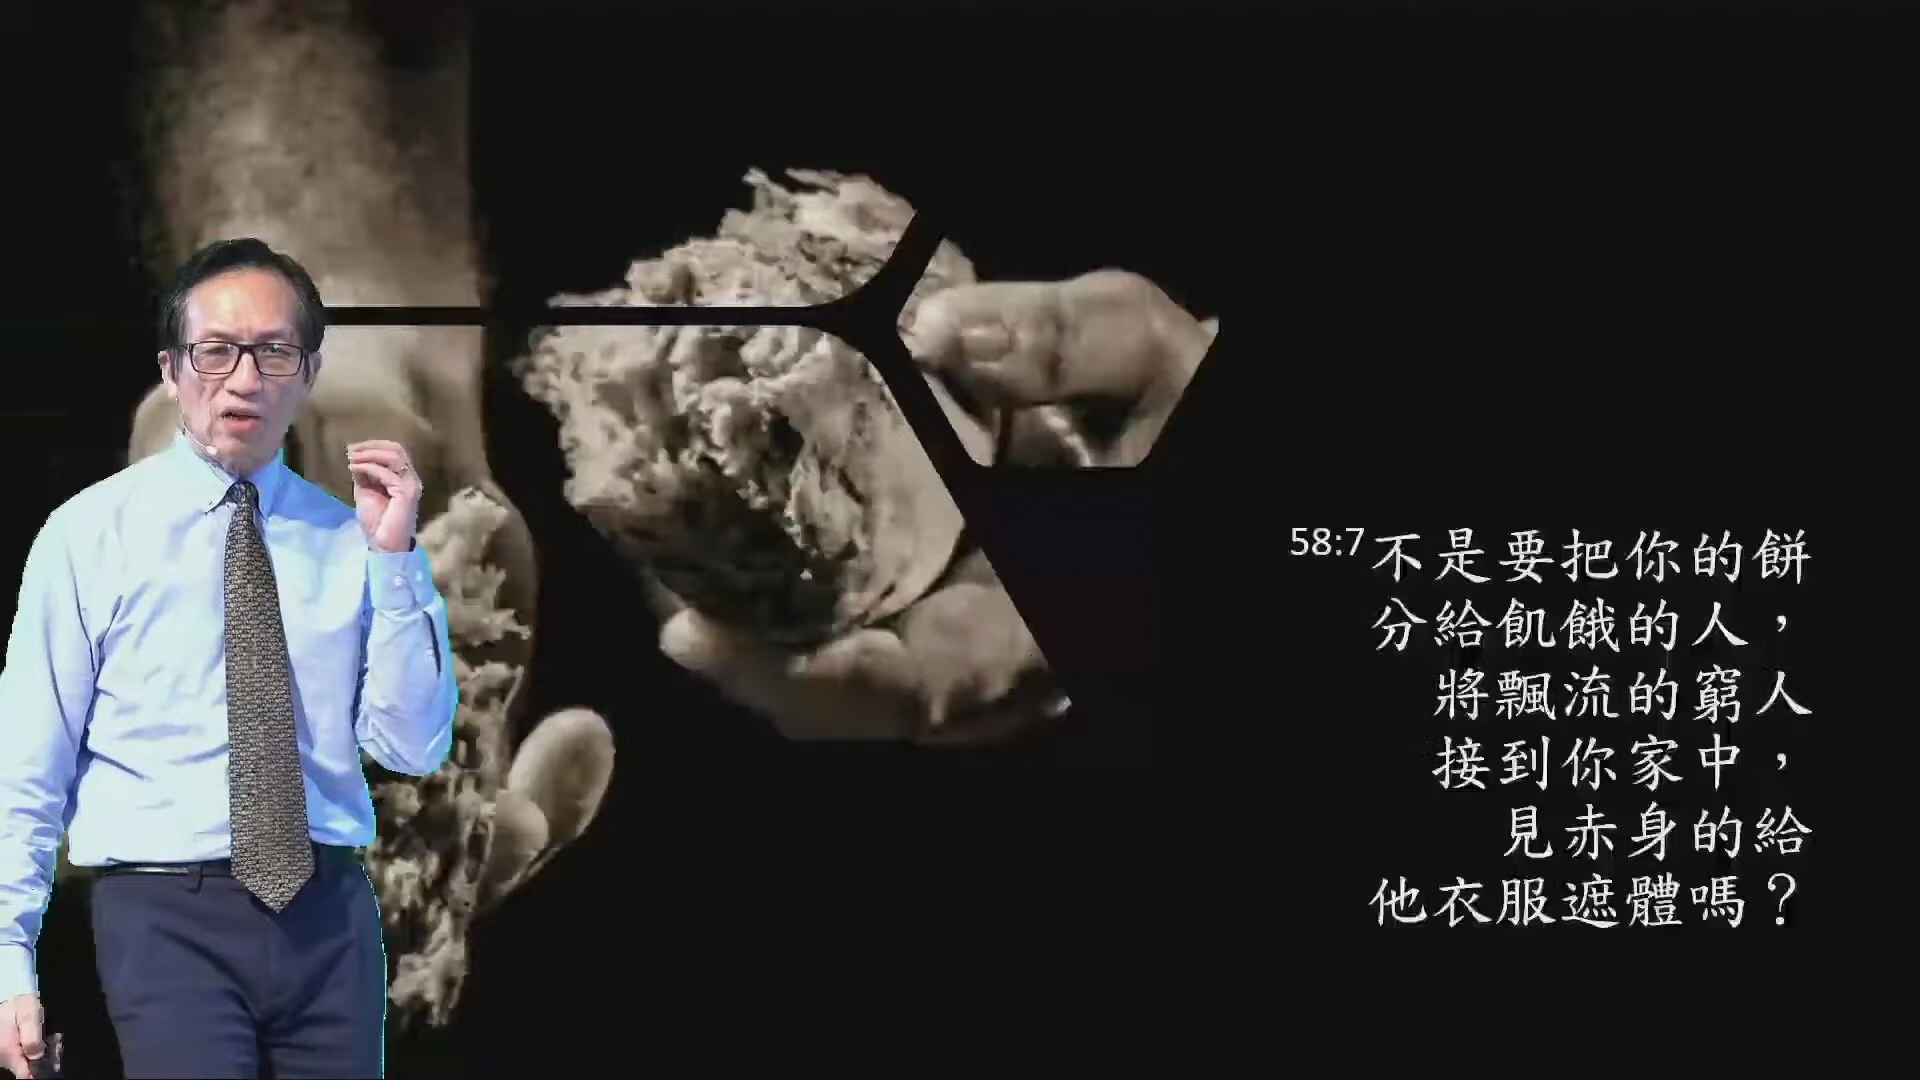 58:7不是要把你的餅
分給飢餓的人，
將飄流的窮人
接到你家中，
見赤身的給
他衣服遮體嗎？